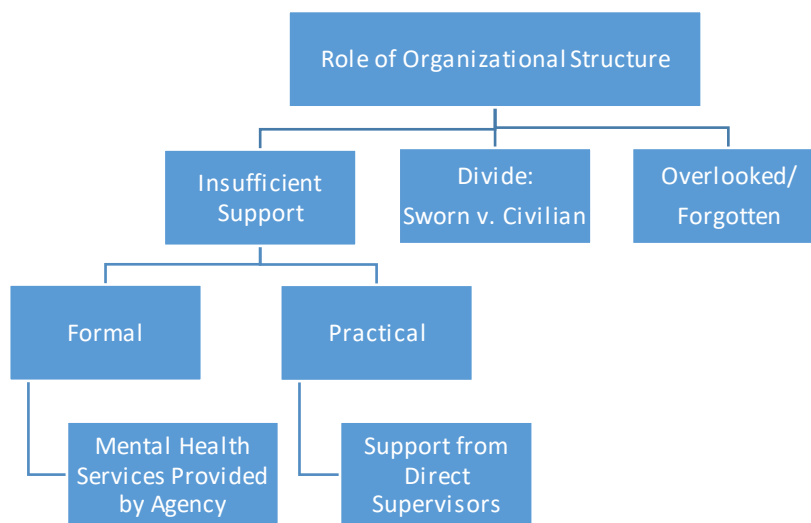 Role of Organizational Structure
Insufficient
Support
Divide:
Sworn v. Civilian
Overlooked/
Forgotten
Formal
Practical
Mental Health
Services Provided
by Agency
Support from
Direct
Supervisors